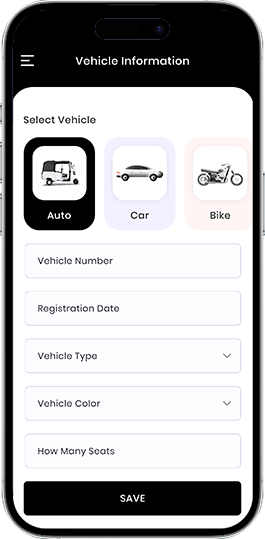 Vehicle Information
Select Vehicle
Auto
Car
Bike
Vehicle Number
Registration Date
Vehicle Type
Vehicle Color
How Many Seats
SAVE